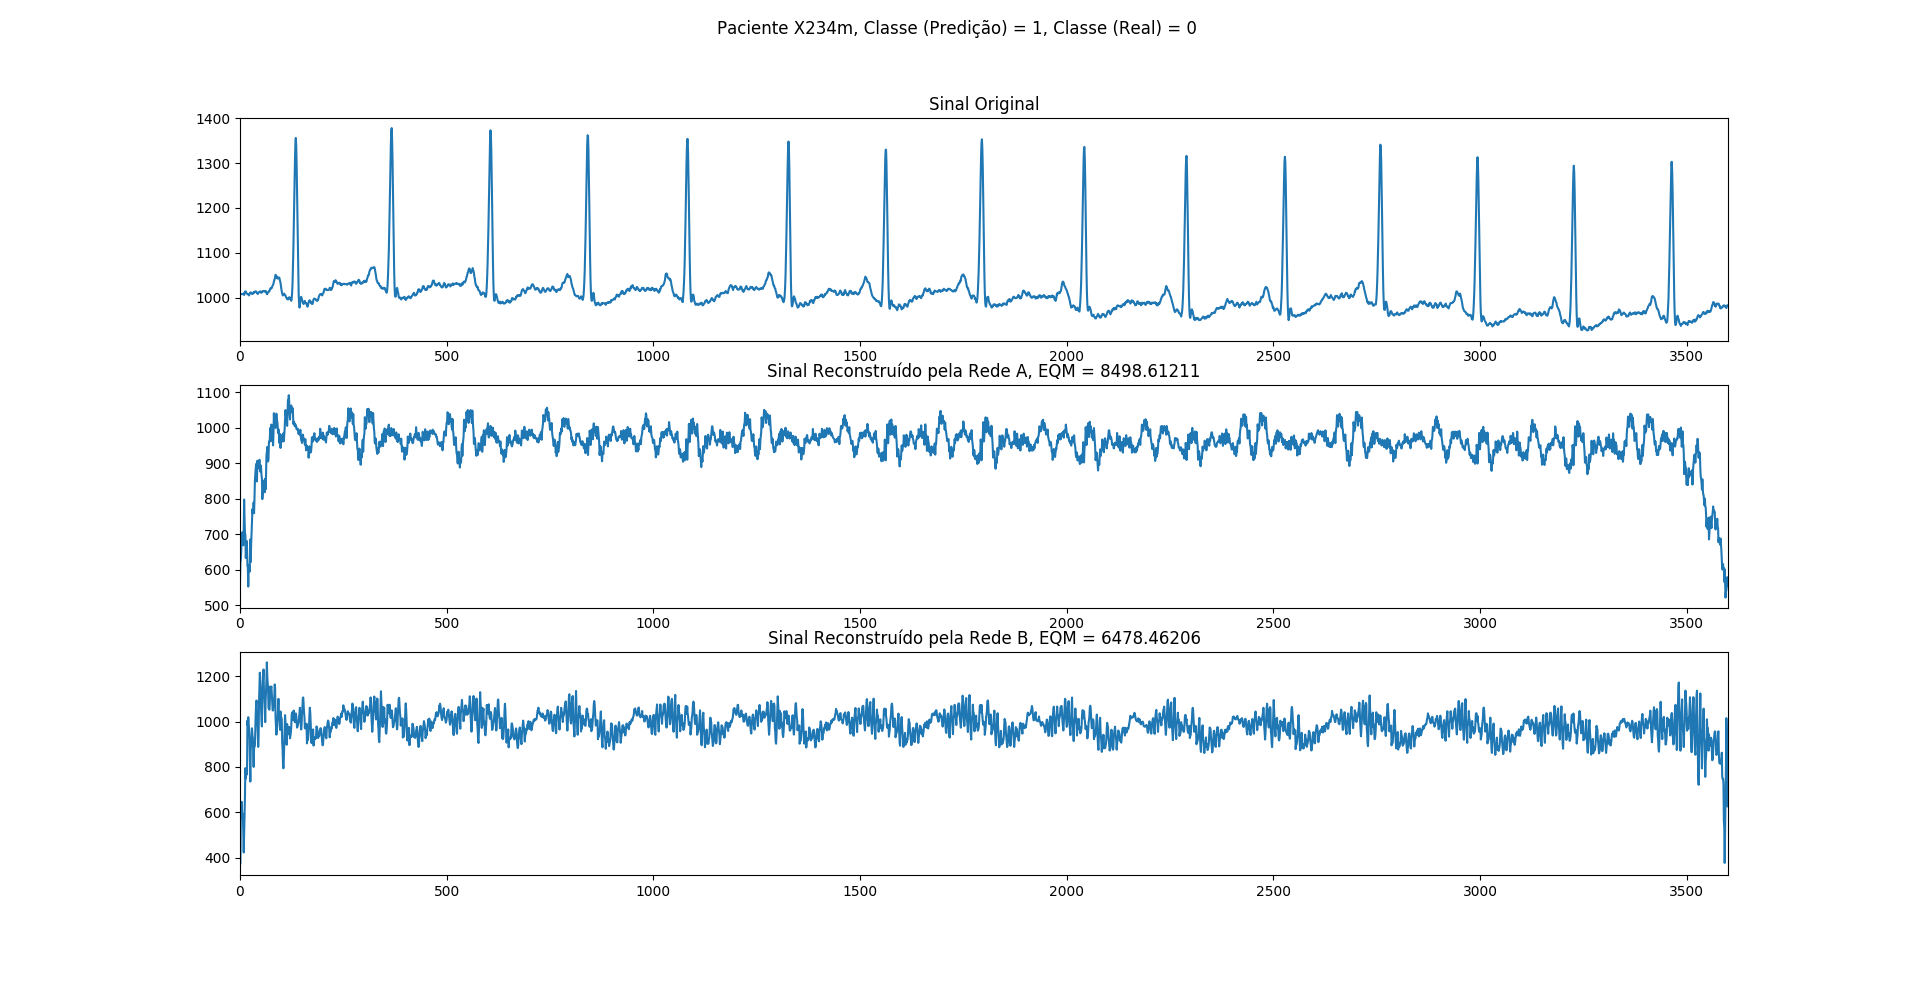 Paciente X234m, Classe (Predição) = 1, Classe (Real) = 0
Sinal Original
1400
1300
1200
1100
1000
0 500 1000 1500 2000 2500 3000 3500
Sinal Reconstruído pela Rede A, EQM = 8498.61211
1100
1000
900
800
700
600
500
0 500 1000 1500 2000 2500 3000 3500
Sinal Reconstruído pela Rede B, EQM = 6478.46206
1200
1000
800
600
400
0 500 1000 1500 2000 2500 3000 3500